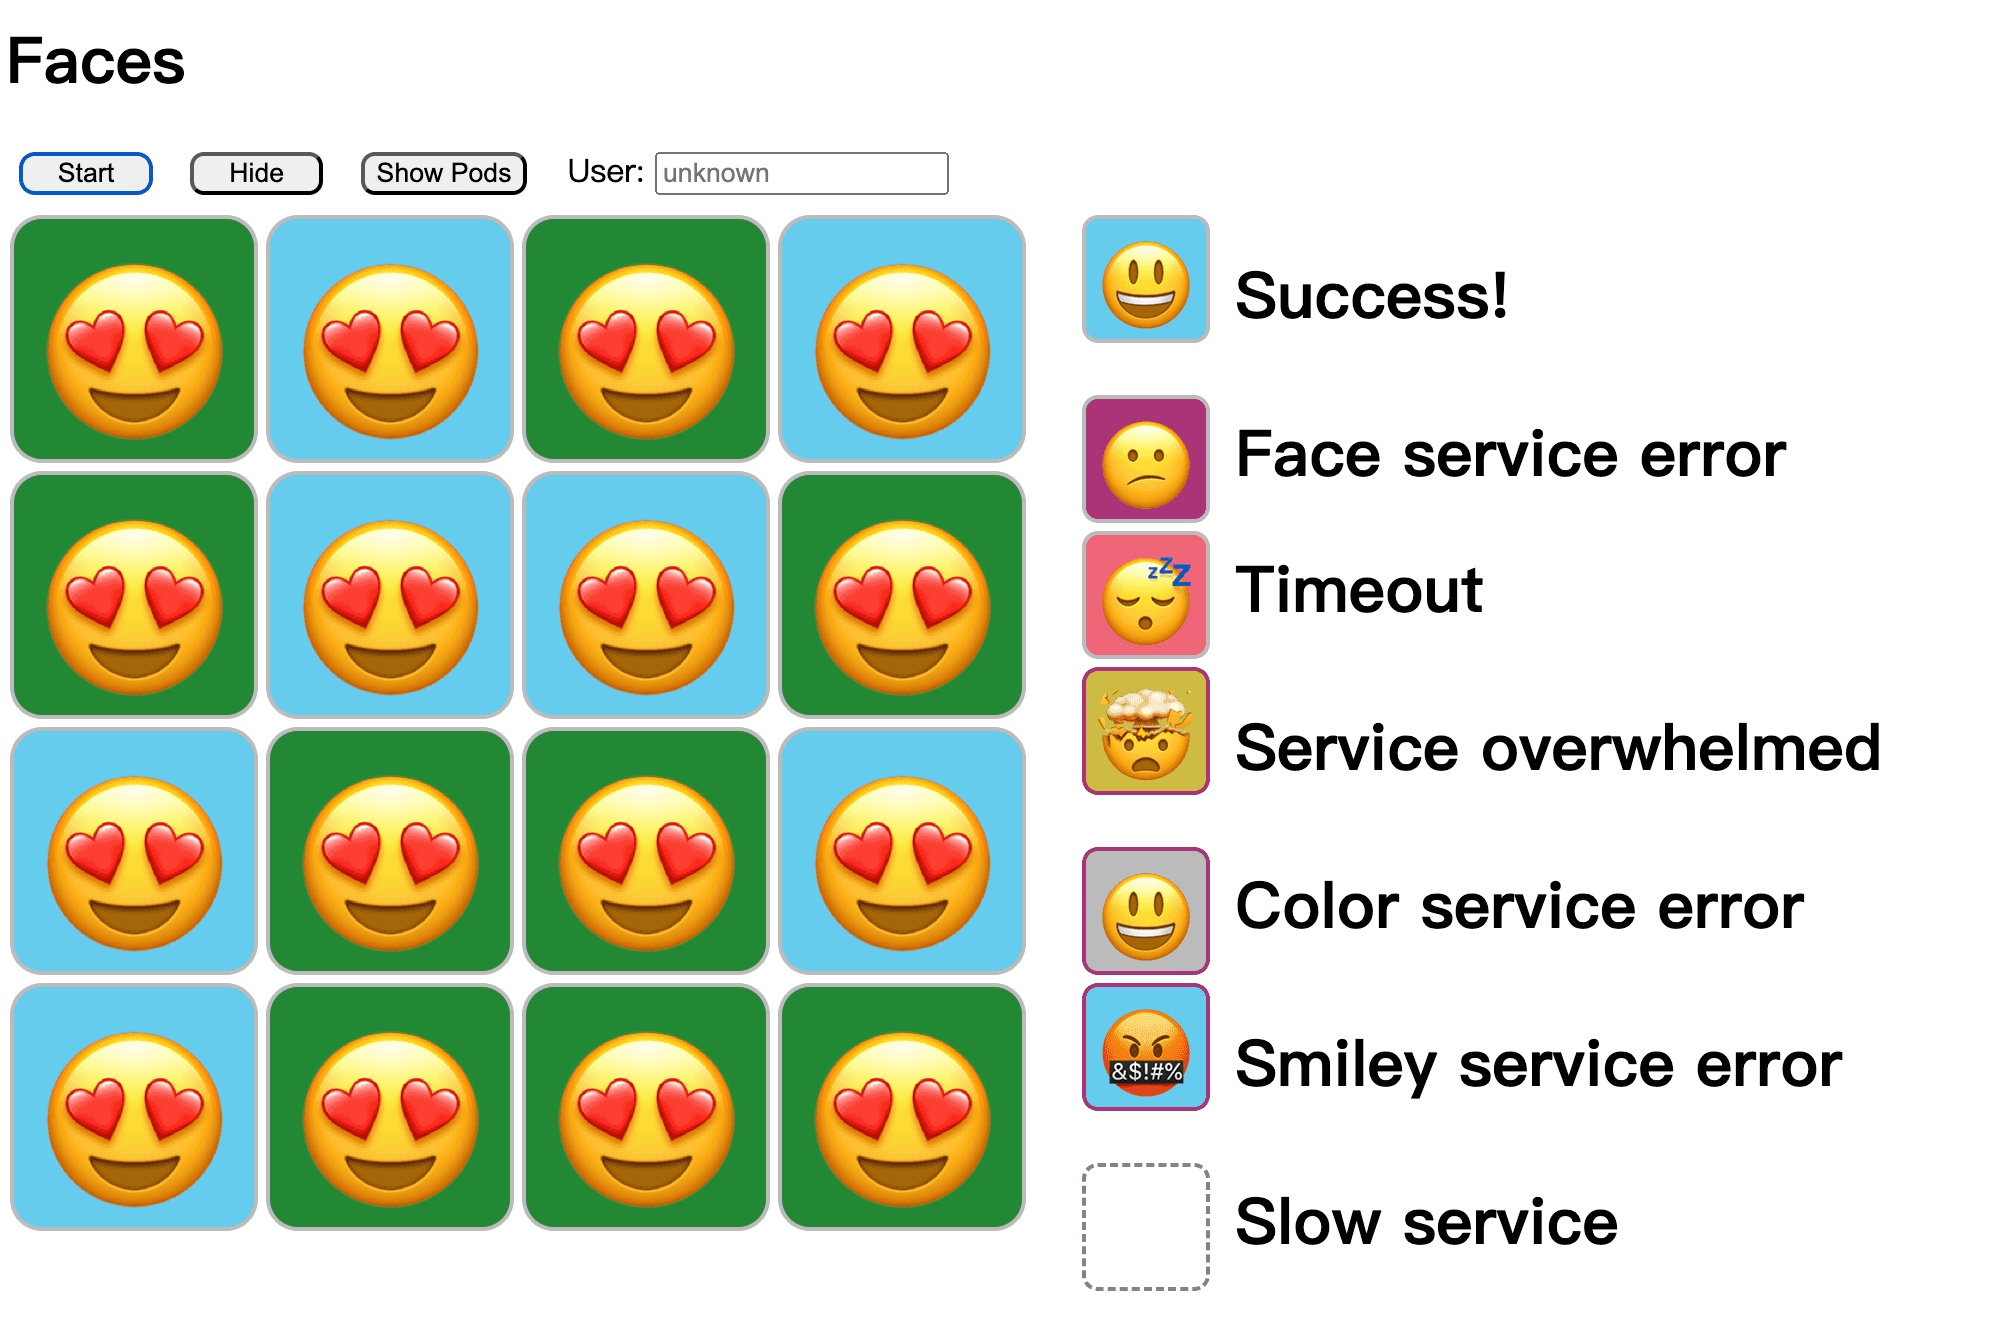 Faces
Start Hide Show Pods User: unknown
Success!
Face service error
zzz
Timeout
Service overwhelmed
Color service error
&$!#%
Smiley service error
Slow service